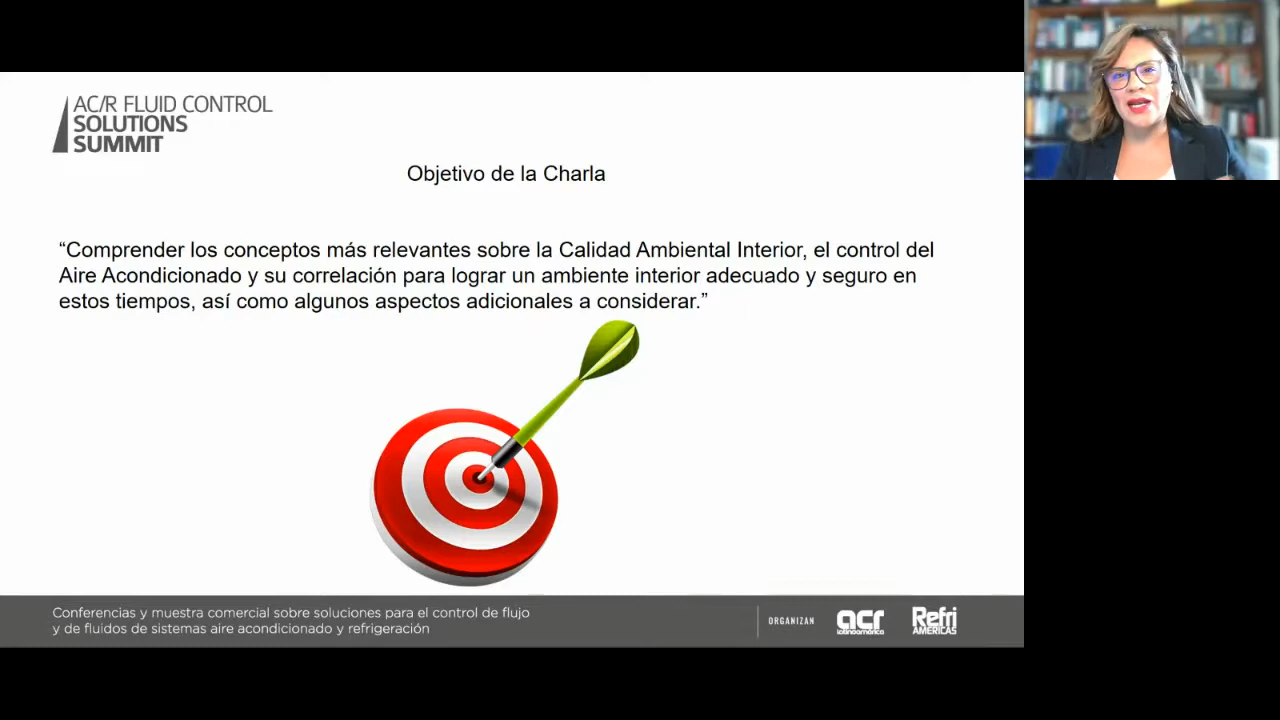 AC/R FLUID CONTROL
SOLUTIONS
SUMMIT
Objetivo de la Charla
“Comprender los conceptos más relevantes sobre la Calidad Ambiental Interior, el control del
Aire Acondicionado y su correlación para lograr un ambiente interior adecuado y seguro en
estos tiempos, así como algunos aspectos adicionales a considerar.”
Conferencias y muestra comercial sobre soluciones para el control de flujo
y de fluidos de sistemas aire acondicionado y refrigeración
ORGANIZAN
acr
latinoamérica
Refri
AMÉRICAS